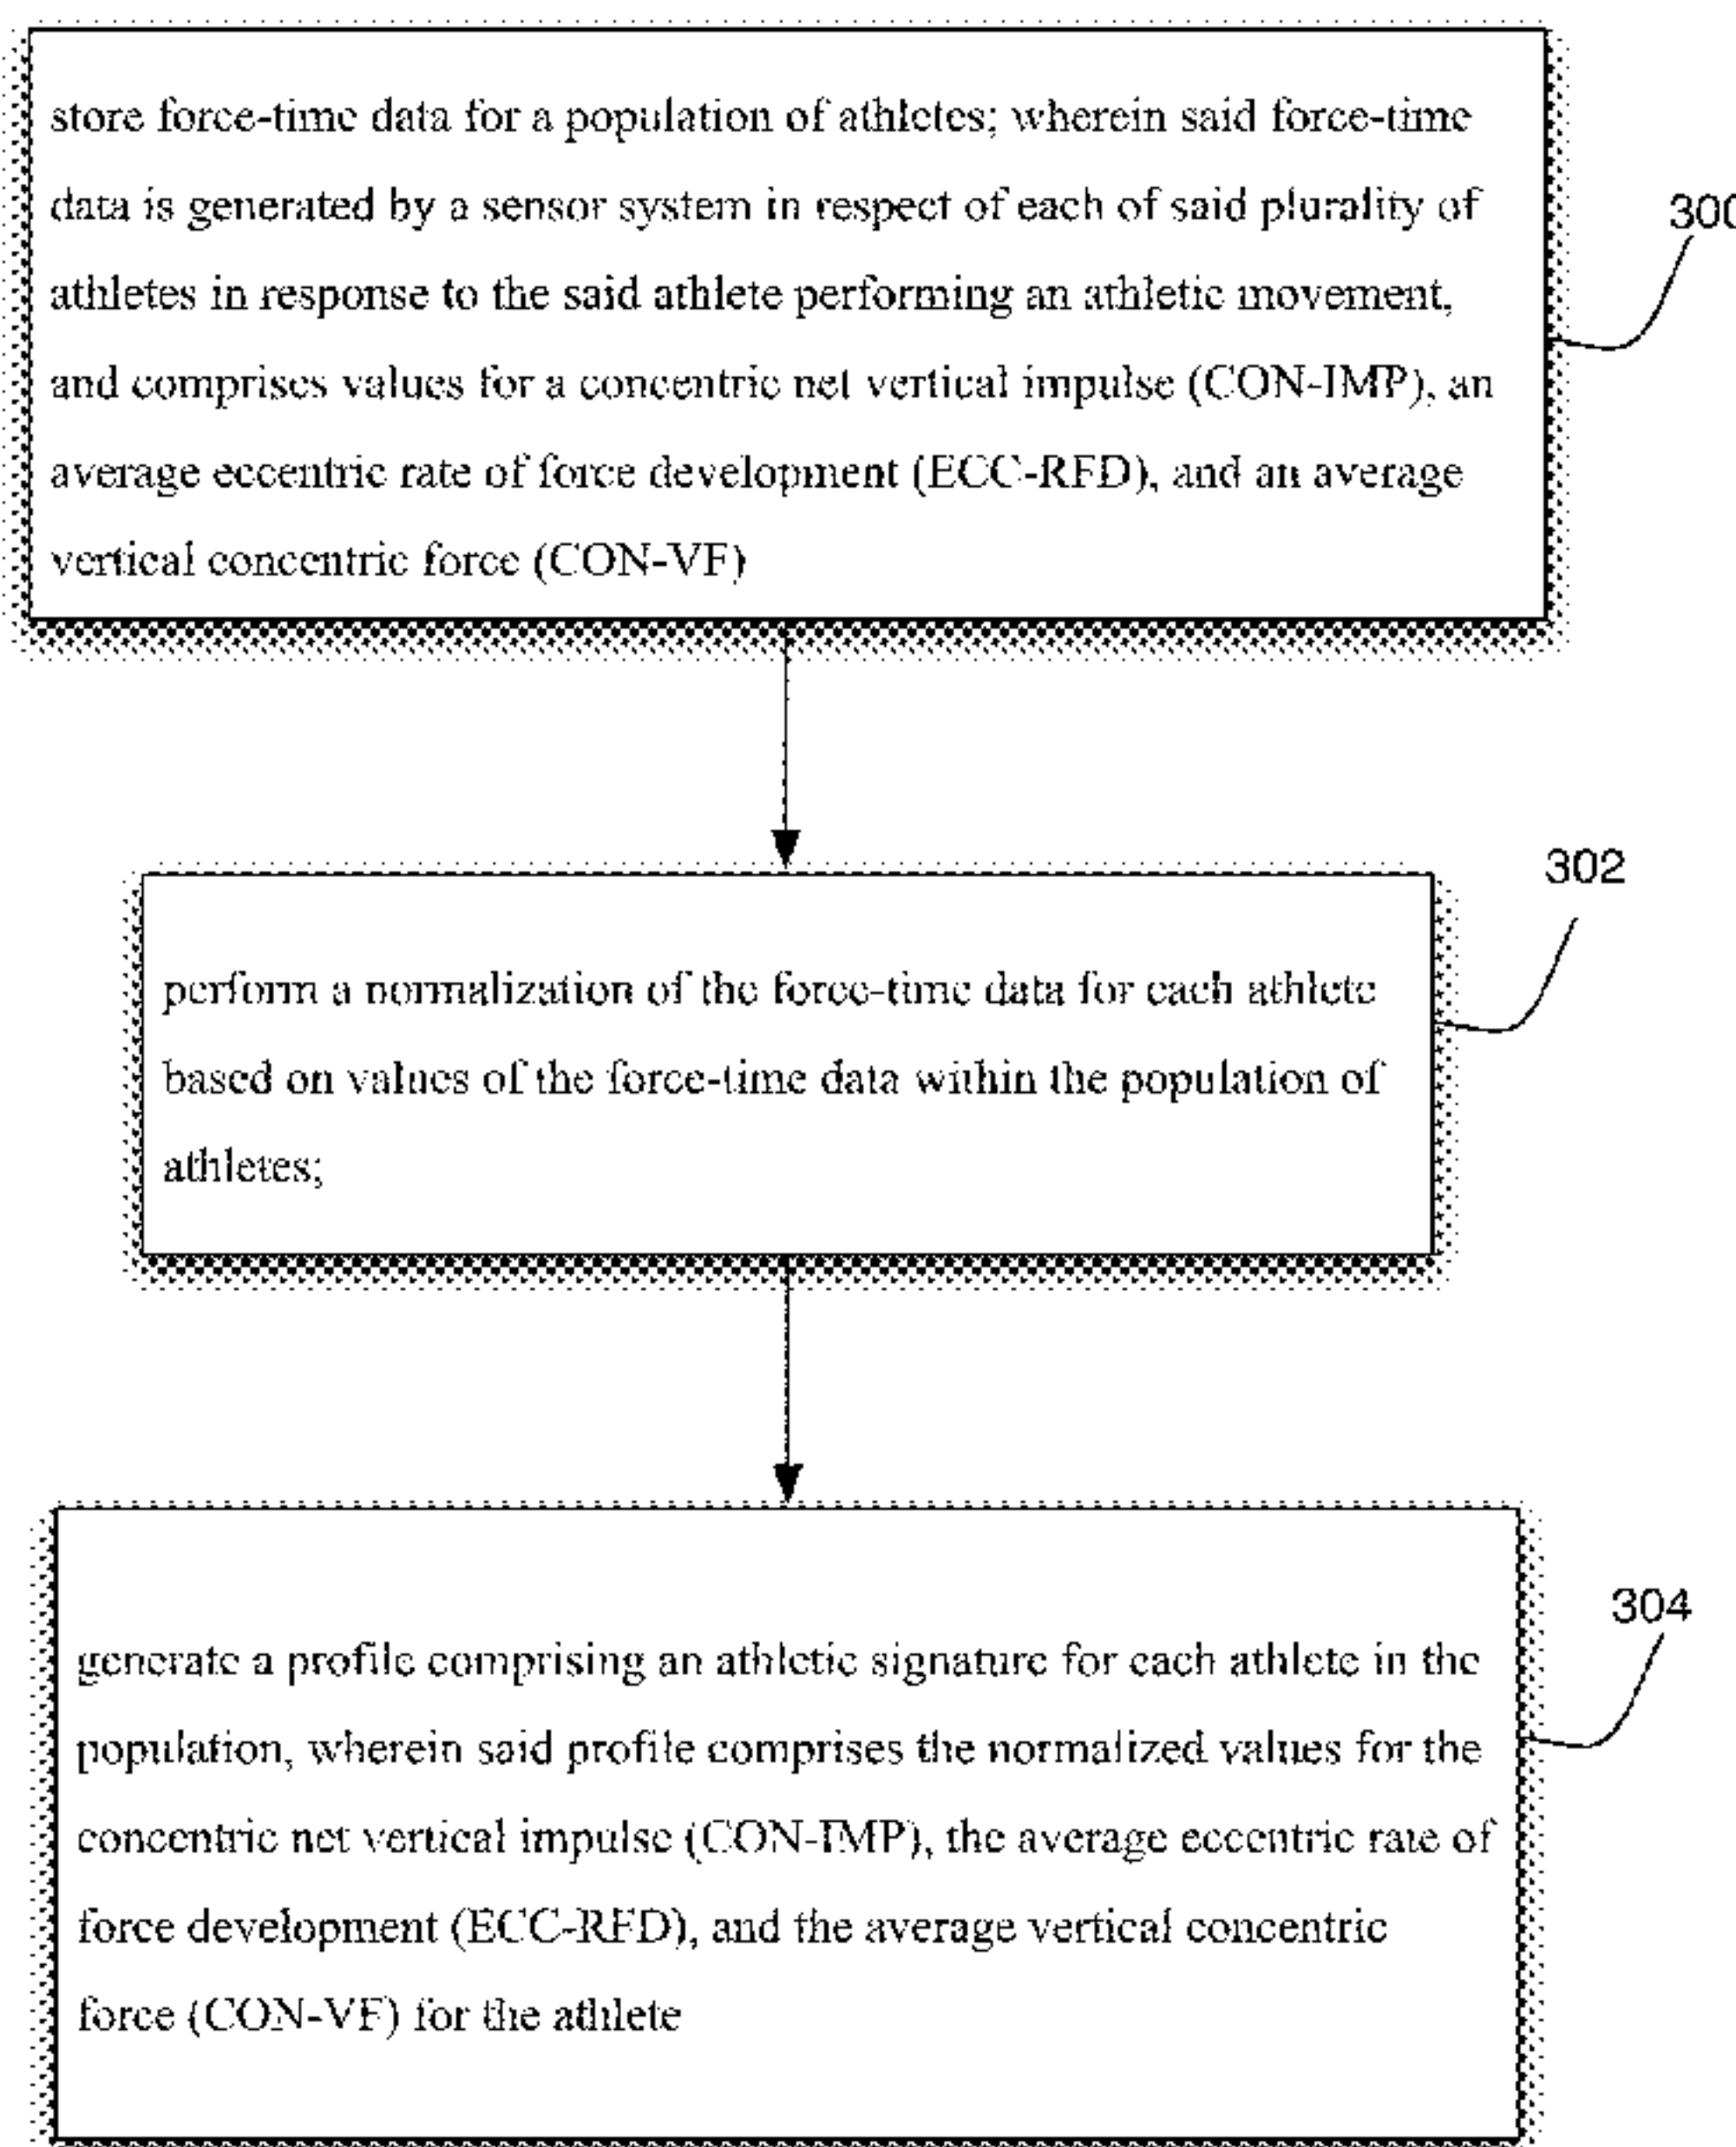 store force-time data for a population of athletes; wherein said force-time
data is generated by a sensor system in respect of each of said plurality of
athletes in response to the said athlete performing an athletic movement,
and comprises values for a concentric net vertical impulse (CON-IMP), an
average eccentric rate of force development (ECC-RFD), and an average
vertical concentric force (CON-VF)
300
302
perform a normalization of the force-time data for each athlete
based on values of the force-time data within the population of
athletes;
304
generate a profile comprising an athletic signature for each athlete in the
population, wherein said profile comprises the normalized values for the
concentric net vertical impulse (CON-IMP), the average eccentric rate of
force development (ECC-RFD), and the average vertical concentric
force (CON-VF) for the athlete